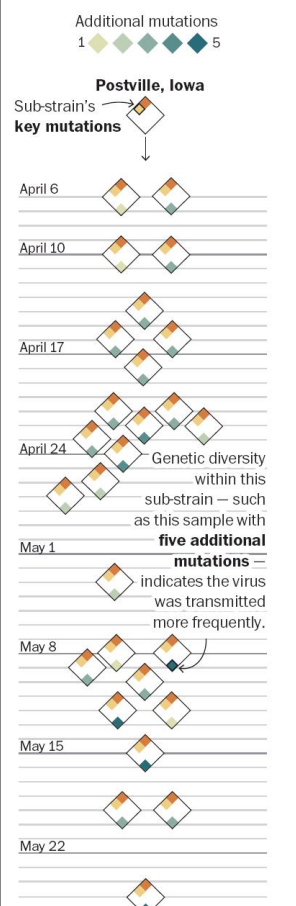 Additional mutations
1 5
Postville, Iowa
Sub-strain's
key mutations
April 6
April 10
April 17
April 24
Genetic diversity
within this
sub-strain — such
as this sample with
five additional
mutations —
indicates the virus
was transmitted
more frequently.
May 1
May 8
May 15
May 22